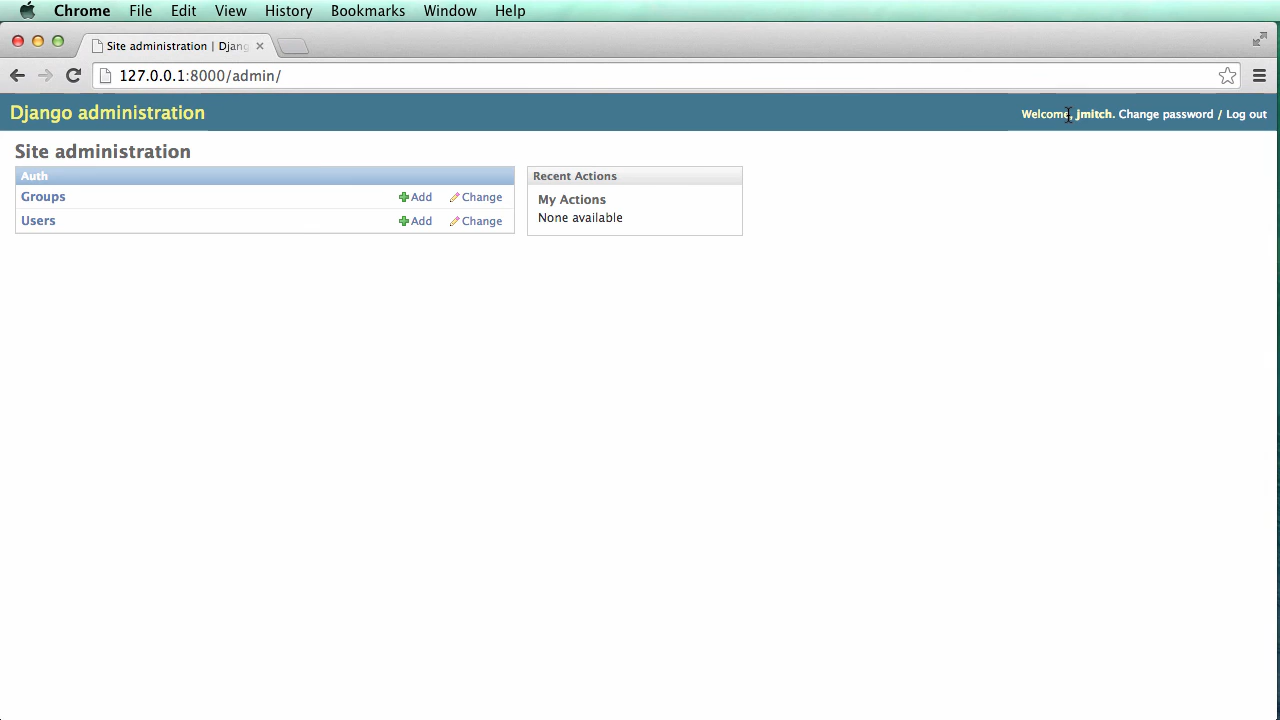 Chrome File Edit View History Bookmarks Window Help
Site administration | Djang
127.0.0.1:8000/admin/
Django administration
Welcome, Jmitch. Change password / Log out
Site administration
Auth
Groups Add Change
Users Add Change
Recent Actions
My Actions
None available